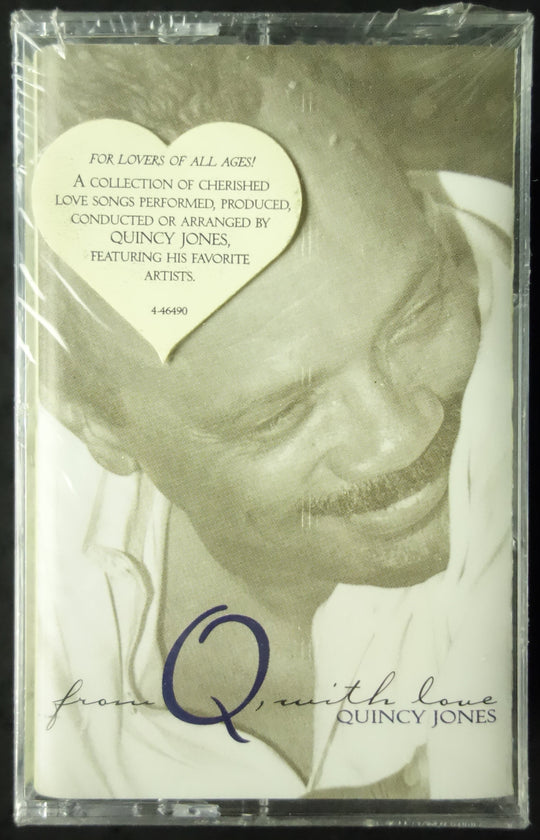 FOR LOVERS OF ALL AGES!
A COLLECTION OF CHERISHED
LOVE SONGS PERFORMED, PRODUCED,
CONDUCTED OR ARRANGED BY
QUINCY JONES,
FEATURING HIS FAVORITE
ARTISTS.
4-46490
from Q, with love
QUINCY JONES